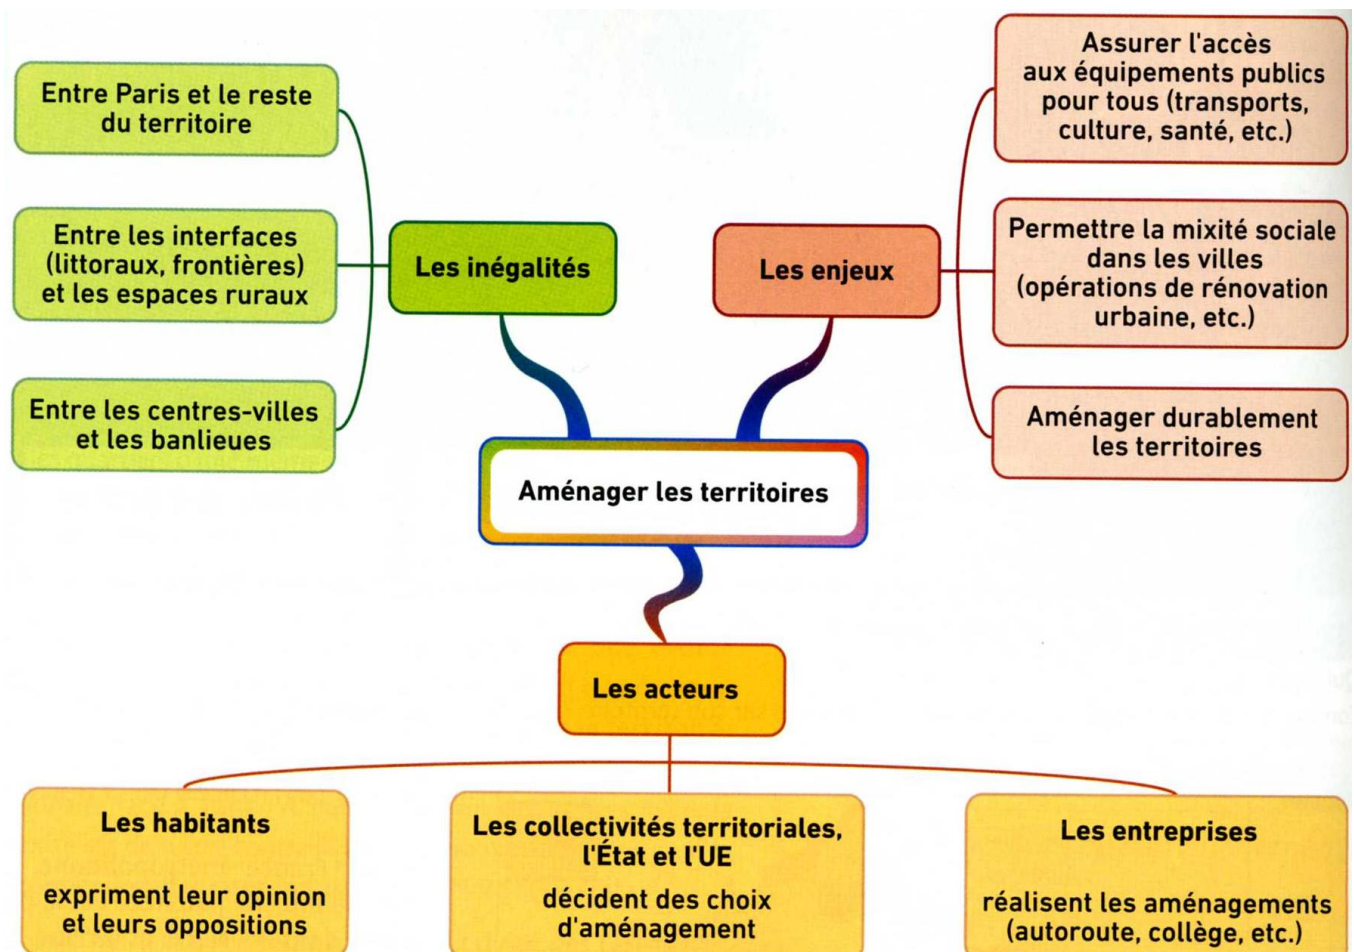 Entre Paris et le reste
du territoire
Entre les interfaces
(littoraux, frontières)
et les espaces ruraux
Entre les centres-villes
et les banlieues
Les inégalités
Les enjeux
Assurer l'accès
aux équipements publics
pour tous (transports,
culture, santé, etc.)
Permettre la mixité sociale
dans les villes
(opérations de rénovation
urbaine, etc.)
Aménager durablement
les territoires
Aménager les territoires
Les acteurs
Les habitants
expriment leur opinion
et leurs oppositions
Les collectivités territoriales,
l'État et l'UE
décident des choix
d'aménagement
Les entreprises
réalisent les aménagements
(autoroute, collège, etc.)